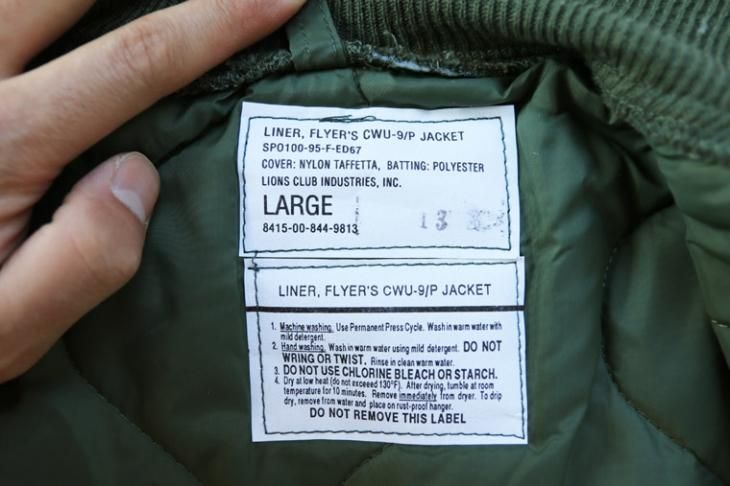 LINER, FLYER'S CWU-9/P JACKET
SPO100-95-F-ED67
COVER: NYLON TAFFETTA, BATTING: POLYESTER
LIONS CLUB INDUSTRIES, INC.
LARGE 13
8415-00-844-9813
LINER, FLYER'S CWU-9/P JACKET
1. Machine washing. Use Permanent Press Cycle. Wash in warm water with
mild detergent.
2. Hand washing. Wash in warm water using mild detergent. DO NOT
WRING OR TWIST. Rinse in clean warm water.
3. DO NOT USE CHLORINE BLEACH OR STARCH.
4. Dry at low heat (do not exceeed 130°F). After drying, tumble at room
temperature for 10 minutes. Remove immediately from dryer. To drip
dry, remove from water and place on rust-proof hanger.
DO NOT REMOVE THIS LABEL